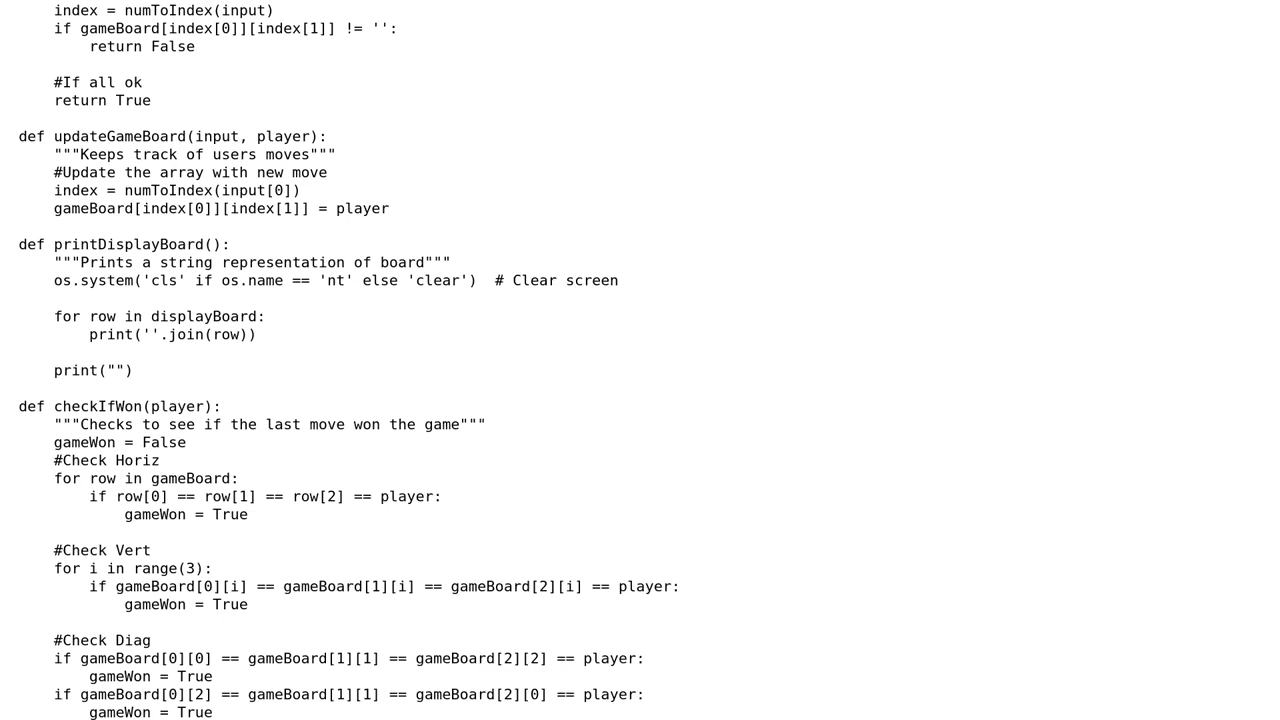 index = numToIndex(input)
    if gameBoard[index[0]][index[1]] != '':
        return False

    #If all ok
    return True

def updateGameBoard(input, player):
    """Keeps track of users moves"""
    #Update the array with new move
    index = numToIndex(input[0])
    gameBoard[index[0]][index[1]] = player

def printDisplayBoard():
    """Prints a string representation of board"""
    os.system('cls' if os.name == 'nt' else 'clear')  # Clear screen

    for row in displayBoard:
        print(''.join(row))

    print("")

def checkIfWon(player):
    """Checks to see if the last move won the game"""
    gameWon = False
    #Check Horiz
    for row in gameBoard:
        if row[0] == row[1] == row[2] == player:
            gameWon = True

    #Check Vert
    for i in range(3):
        if gameBoard[0][i] == gameBoard[1][i] == gameBoard[2][i] == player:
            gameWon = True

    #Check Diag
    if gameBoard[0][0] == gameBoard[1][1] == gameBoard[2][2] == player:
        gameWon = True
    if gameBoard[0][2] == gameBoard[1][1] == gameBoard[2][0] == player:
        gameWon = True